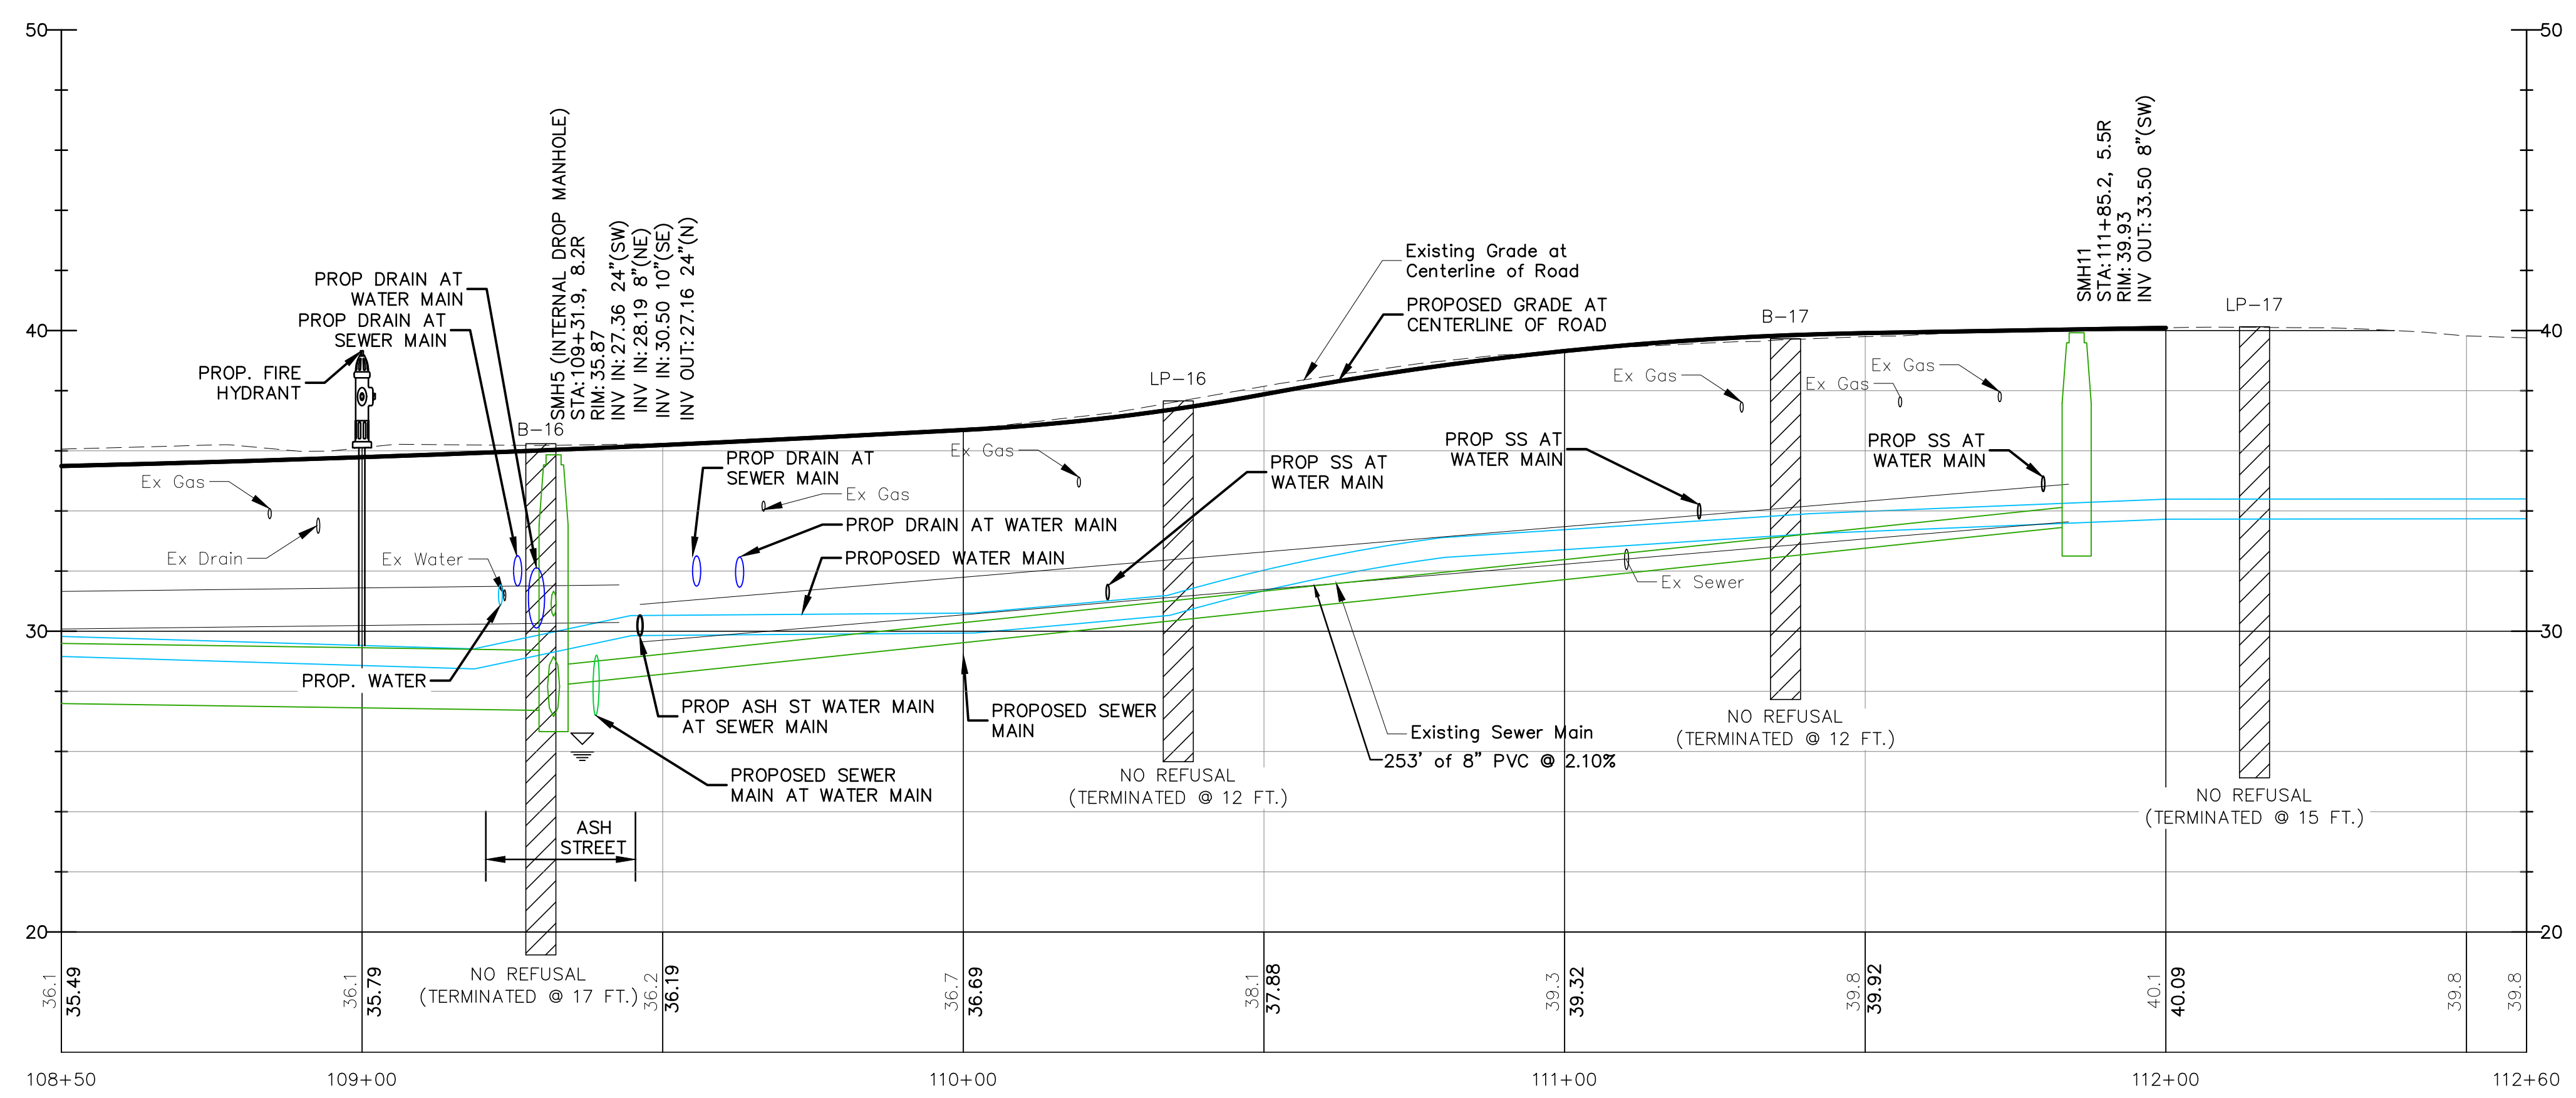 50
50
40
40
30
30
20
20
PROP DRAIN AT
WATER MAIN
PROP DRAIN AT
SEWER MAIN
PROP. FIRE
HYDRANT
B-16
SMH5 (INTERNAL DROP MANHOLE)
STA:109+31.9, 8.2R
RIM:35.87
INV IN:27.36 24"(SW)
INV IN:28.19 8"(NE)
INV IN:30.50 10"(SE)
INV OUT:27.16 24"(N)
Ex Gas
Ex Drain
Ex Water
PROP. WATER
PROP DRAIN AT
SEWER MAIN
Ex Gas
PROP DRAIN AT WATER MAIN
PROPOSED WATER MAIN
Ex Gas
LP-16
PROP SS AT
WATER MAIN
Existing Grade at
Centerline of Road
PROPOSED GRADE AT
CENTERLINE OF ROAD
PROP SS AT
WATER MAIN
Ex Gas
B-17
Ex Gas
Ex Gas
PROP SS AT
WATER MAIN
SMH11
STA:111+85.2, 5.5R
RIM:39.93
INV OUT:33.50 8"(SW)
LP-17
Ex Sewer
PROP ASH ST WATER MAIN
AT SEWER MAIN
PROPOSED SEWER
MAIN
PROPOSED SEWER
MAIN AT WATER MAIN
Existing Sewer Main
253' of 8" PVC @ 2.10%
ASH
STREET
NO REFUSAL
(TERMINATED @ 17 FT.)
NO REFUSAL
(TERMINATED @ 12 FT.)
NO REFUSAL
(TERMINATED @ 12 FT.)
NO REFUSAL
(TERMINATED @ 15 FT.)
36.1
35.49
36.1
35.79
36.2
36.19
36.7
36.69
38.1
37.88
39.3
39.32
39.8
39.92
40.1
40.09
39.8
39.8
108+50
109+00
110+00
111+00
112+00
112+60